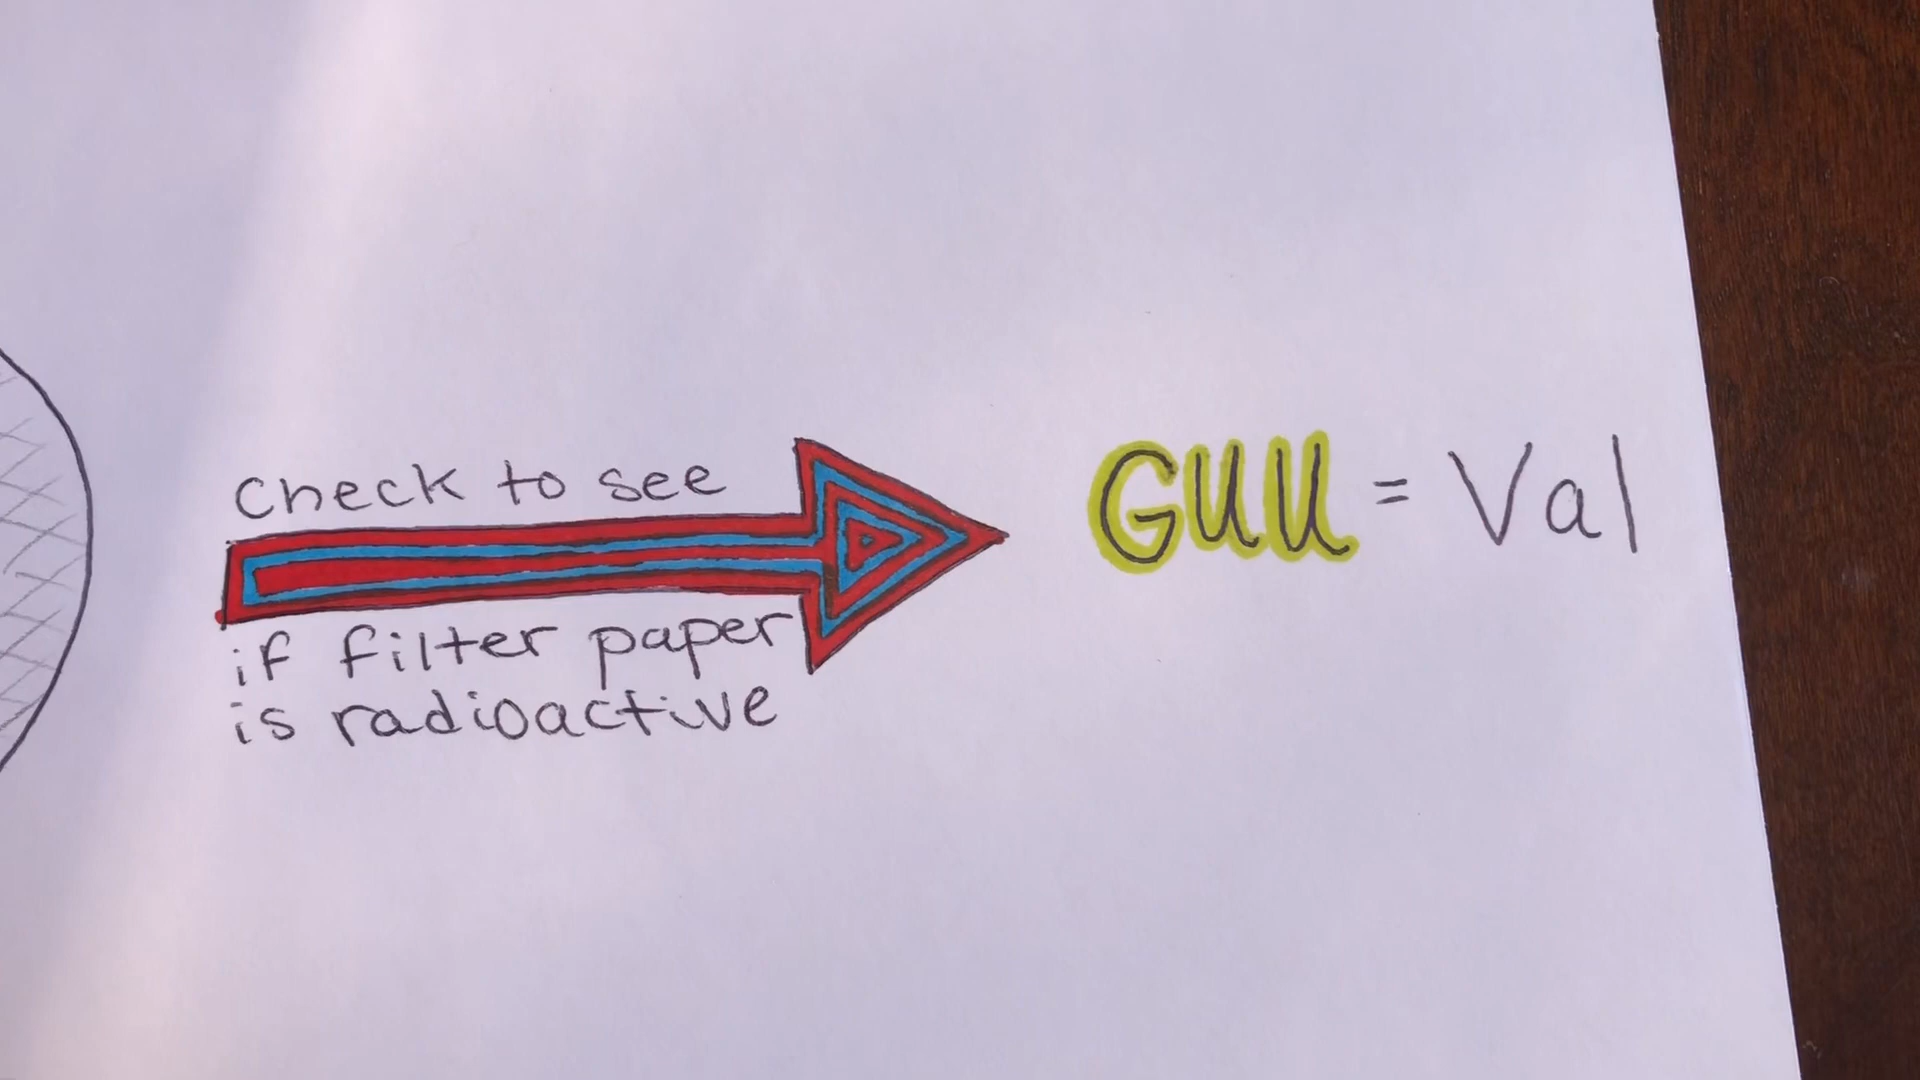 Check to see
if filter paper
is radioactive
GUU = Val